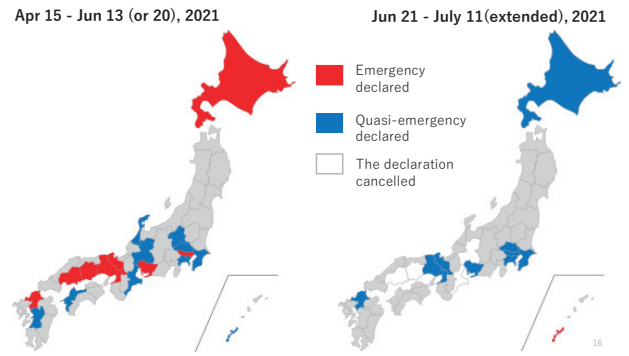 Apr 15 - Jun 13 (or 20), 2021
Jun 21 - July 11(extended), 2021
Emergency
declared
Quasi-emergency
declared
The declaration
cancelled
16